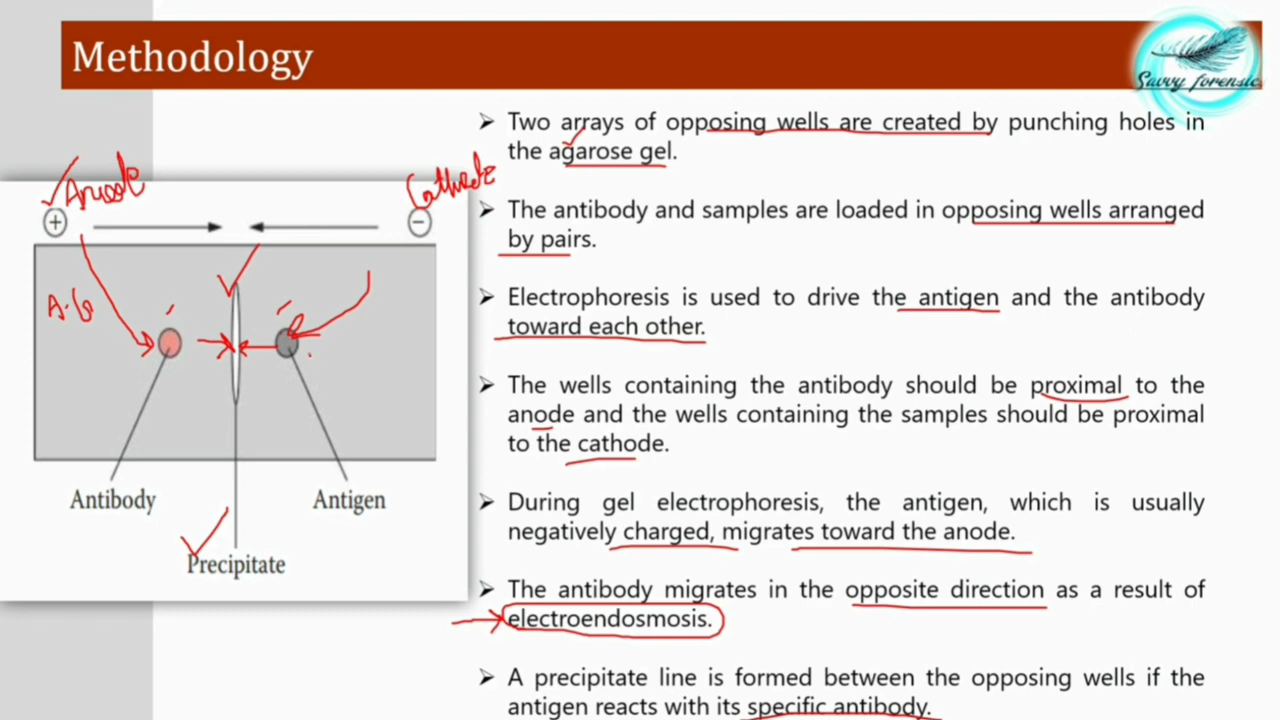 Methodology
Savvy forensic
Two arrays of opposing wells are created by punching holes in
the agarose gel.
The antibody and samples are loaded in opposing wells arranged
by pairs.
Electrophoresis is used to drive the antigen and the antibody
toward each other.
The wells containing the antibody should be proximal to the
anode and the wells containing the samples should be proximal
to the cathode.
During gel electrophoresis, the antigen, which is usually
negatively charged, migrates toward the anode.
The antibody migrates in the opposite direction as a result of
electroendosmosis.
A precipitate line is formed between the opposing wells if the
antigen reacts with its specific antibody.
Anode
Cathode
+
−
Antibody
Antigen
Precipitate